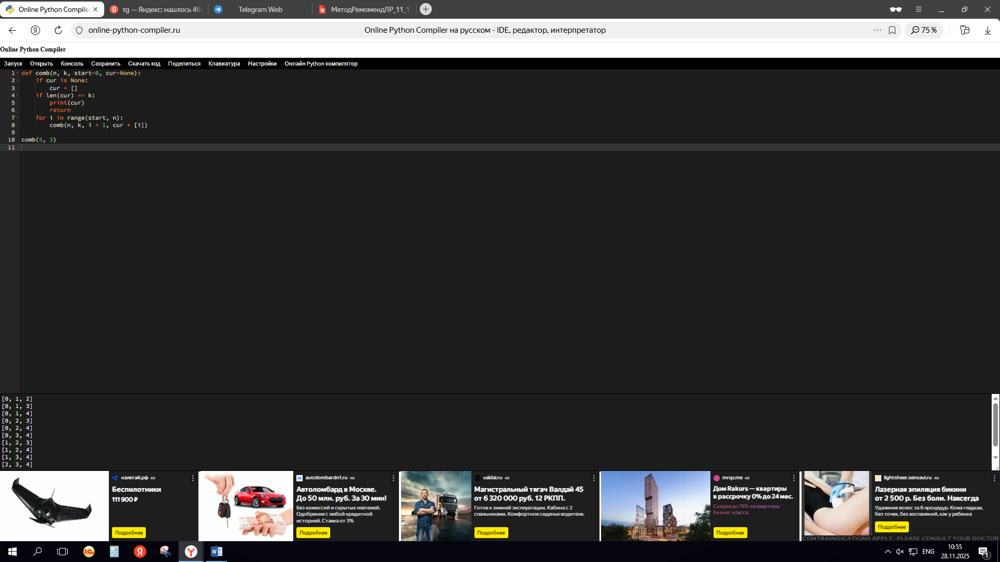 Online Python Compiler
tg — Яндекс: нашлось 464
Telegram Web
МетодРемомендЛР_11_1
online-python-compiler.ru
Online Python Compiler на русском - IDE, редактор, интерпретатор
75 %
Online Python Compiler
Запуск Открыть Консоль Сохранить Скачать код Поделиться Клавиатура Настройки Онлайн Python компилятор
1 def comb(n, k, start=0, cur=None):
2     if cur is None:
3         cur = []
4     if len(cur) == k:
5         print(cur)
6         return
7     for i in range(start, n):
8         comb(n, k, i + 1, cur + [i])
9
10 comb(5, 3)
11
[0, 1, 2]
[0, 1, 3]
[0, 1, 4]
[0, 2, 3]
[0, 2, 4]
[0, 3, 4]
[1, 2, 3]
[1, 2, 4]
[1, 3, 4]
[2, 3, 4]
налетай.рф AD
Беспилотники
111 900 ₽
Подробнее
autolombardn1.ru AD
Автоломбард в Москве.
До 50 млн. руб. За 30 мин!
Без комиссий и скрытых платежей.
Одобрение с любой кредитной
историей. Ставка от 3%
Подробнее
valdai.ru AD
Магистральный тягач Валдай 45
от 6 320 000 руб. 12 РКПП.
Готов к зимней эксплуатации. Кабина с 2
спальниками. Комфортное сиденье водителя.
Подробнее
mrqz.me AD
Дом Rakurs — квартиры
в рассрочку 0% до 24 мес.
Скидка до 19% на квартиры
бизнес-класса
Подробнее
lightsheer.sensavi.ru AD
Лазерная эпиляция бикини
от 2 500 р. Без боли. Навсегда
Удаление волос за 6 процедур. Кожа гладкая,
без точек, без воспалений, как у ребенка
Подробнее
CONTRAINDICATIONS APPLY. PLEASE CONSULT YOUR DOCTOR
ENG
10:55
28.11.2025
1